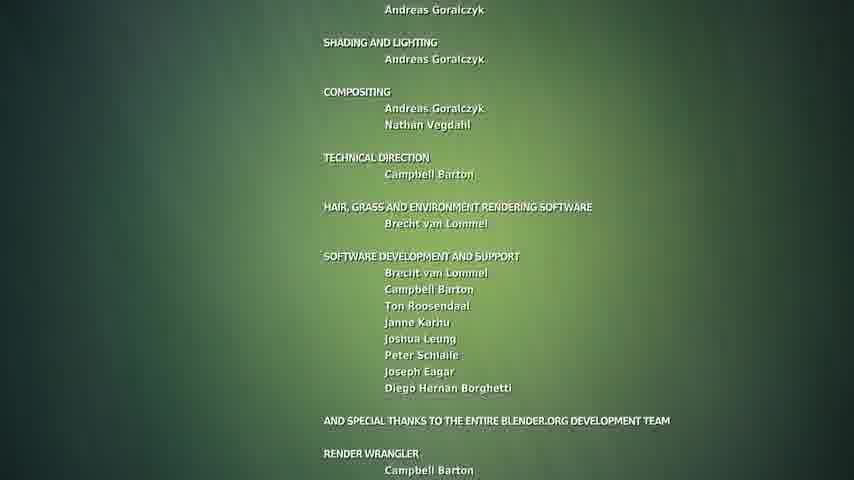 Andreas Goralczyk
SHADING AND LIGHTING
Andreas Goralczyk
COMPOSITING
Andreas Goralczyk
Nathan Vegdahl
TECHNICAL DIRECTION
Campbell Barton
HAIR, GRASS AND ENVIRONMENT RENDERING SOFTWARE
Brecht van Lommel
SOFTWARE DEVELOPMENT AND SUPPORT
Brecht van Lommel
Campbell Barton
Ton Roosendaal
Janne Karhu
Joshua Leung
Peter Schlaile
Joseph Eagar
Diego Hernan Borghetti
AND SPECIAL THANKS TO THE ENTIRE BLENDER.ORG DEVELOPMENT TEAM
RENDER WRANGLER
Campbell Barton